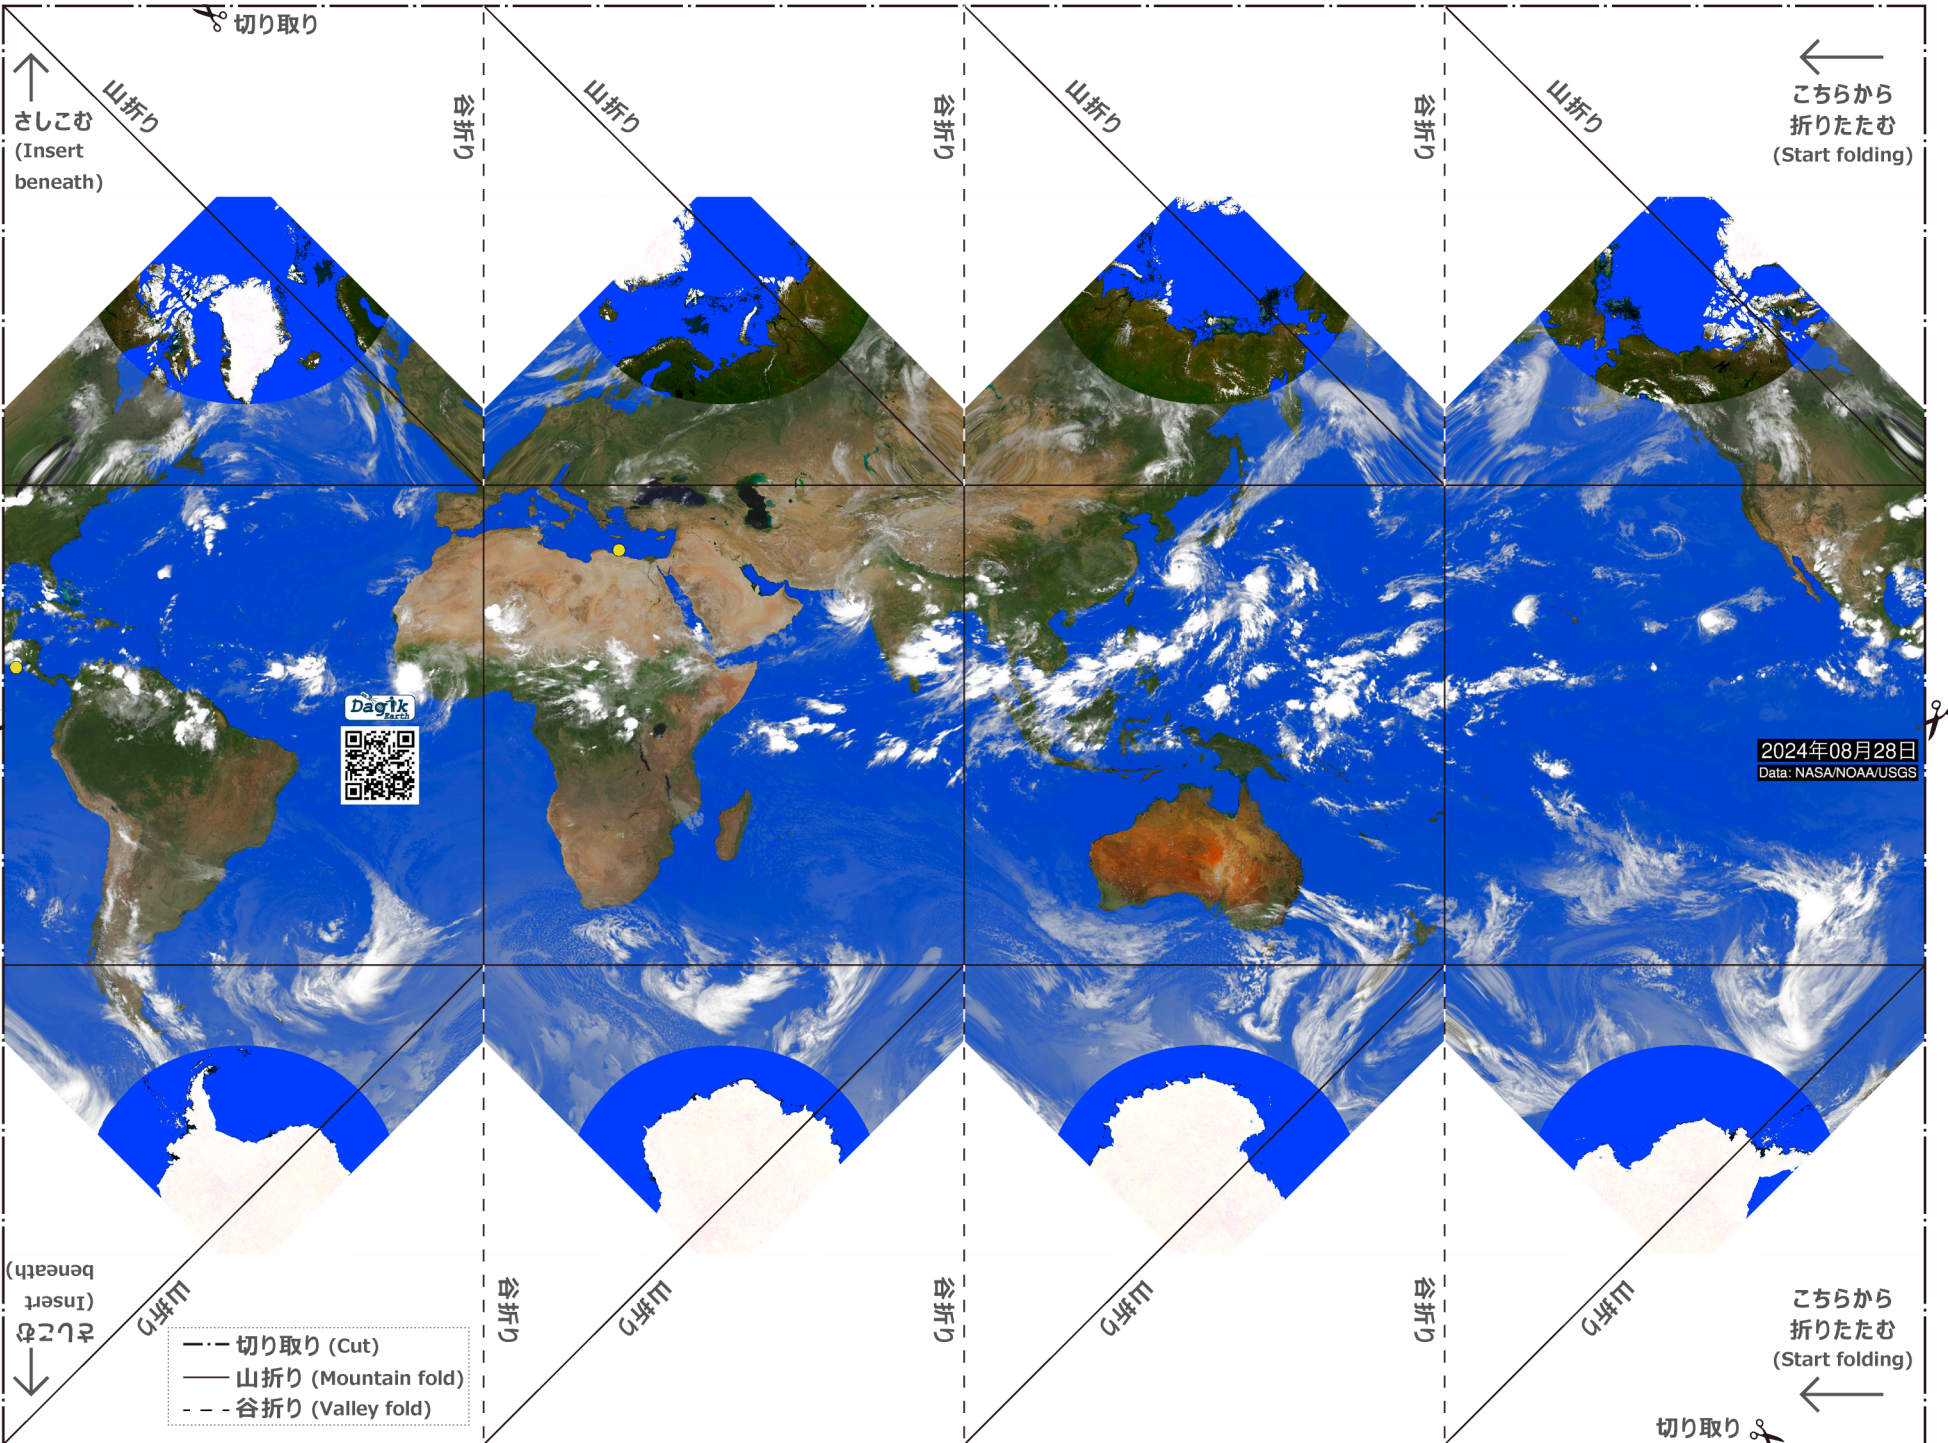 切り取り
さしこむ
(Insert
beneath)
山折り
谷折り
山折り
谷折り
山折り
谷折り
山折り
こちらから
折りたたむ
(Start folding)
Dagik
Earth
2024年08月28日
Data: NASA/NOAA/USGS
さしこむ
(Insert
beneath)
山折り
谷折り
山折り
谷折り
山折り
谷折り
山折り
こちらから
折りたたむ
(Start folding)
切り取り (Cut)
山折り (Mountain fold)
谷折り (Valley fold)
切り取り